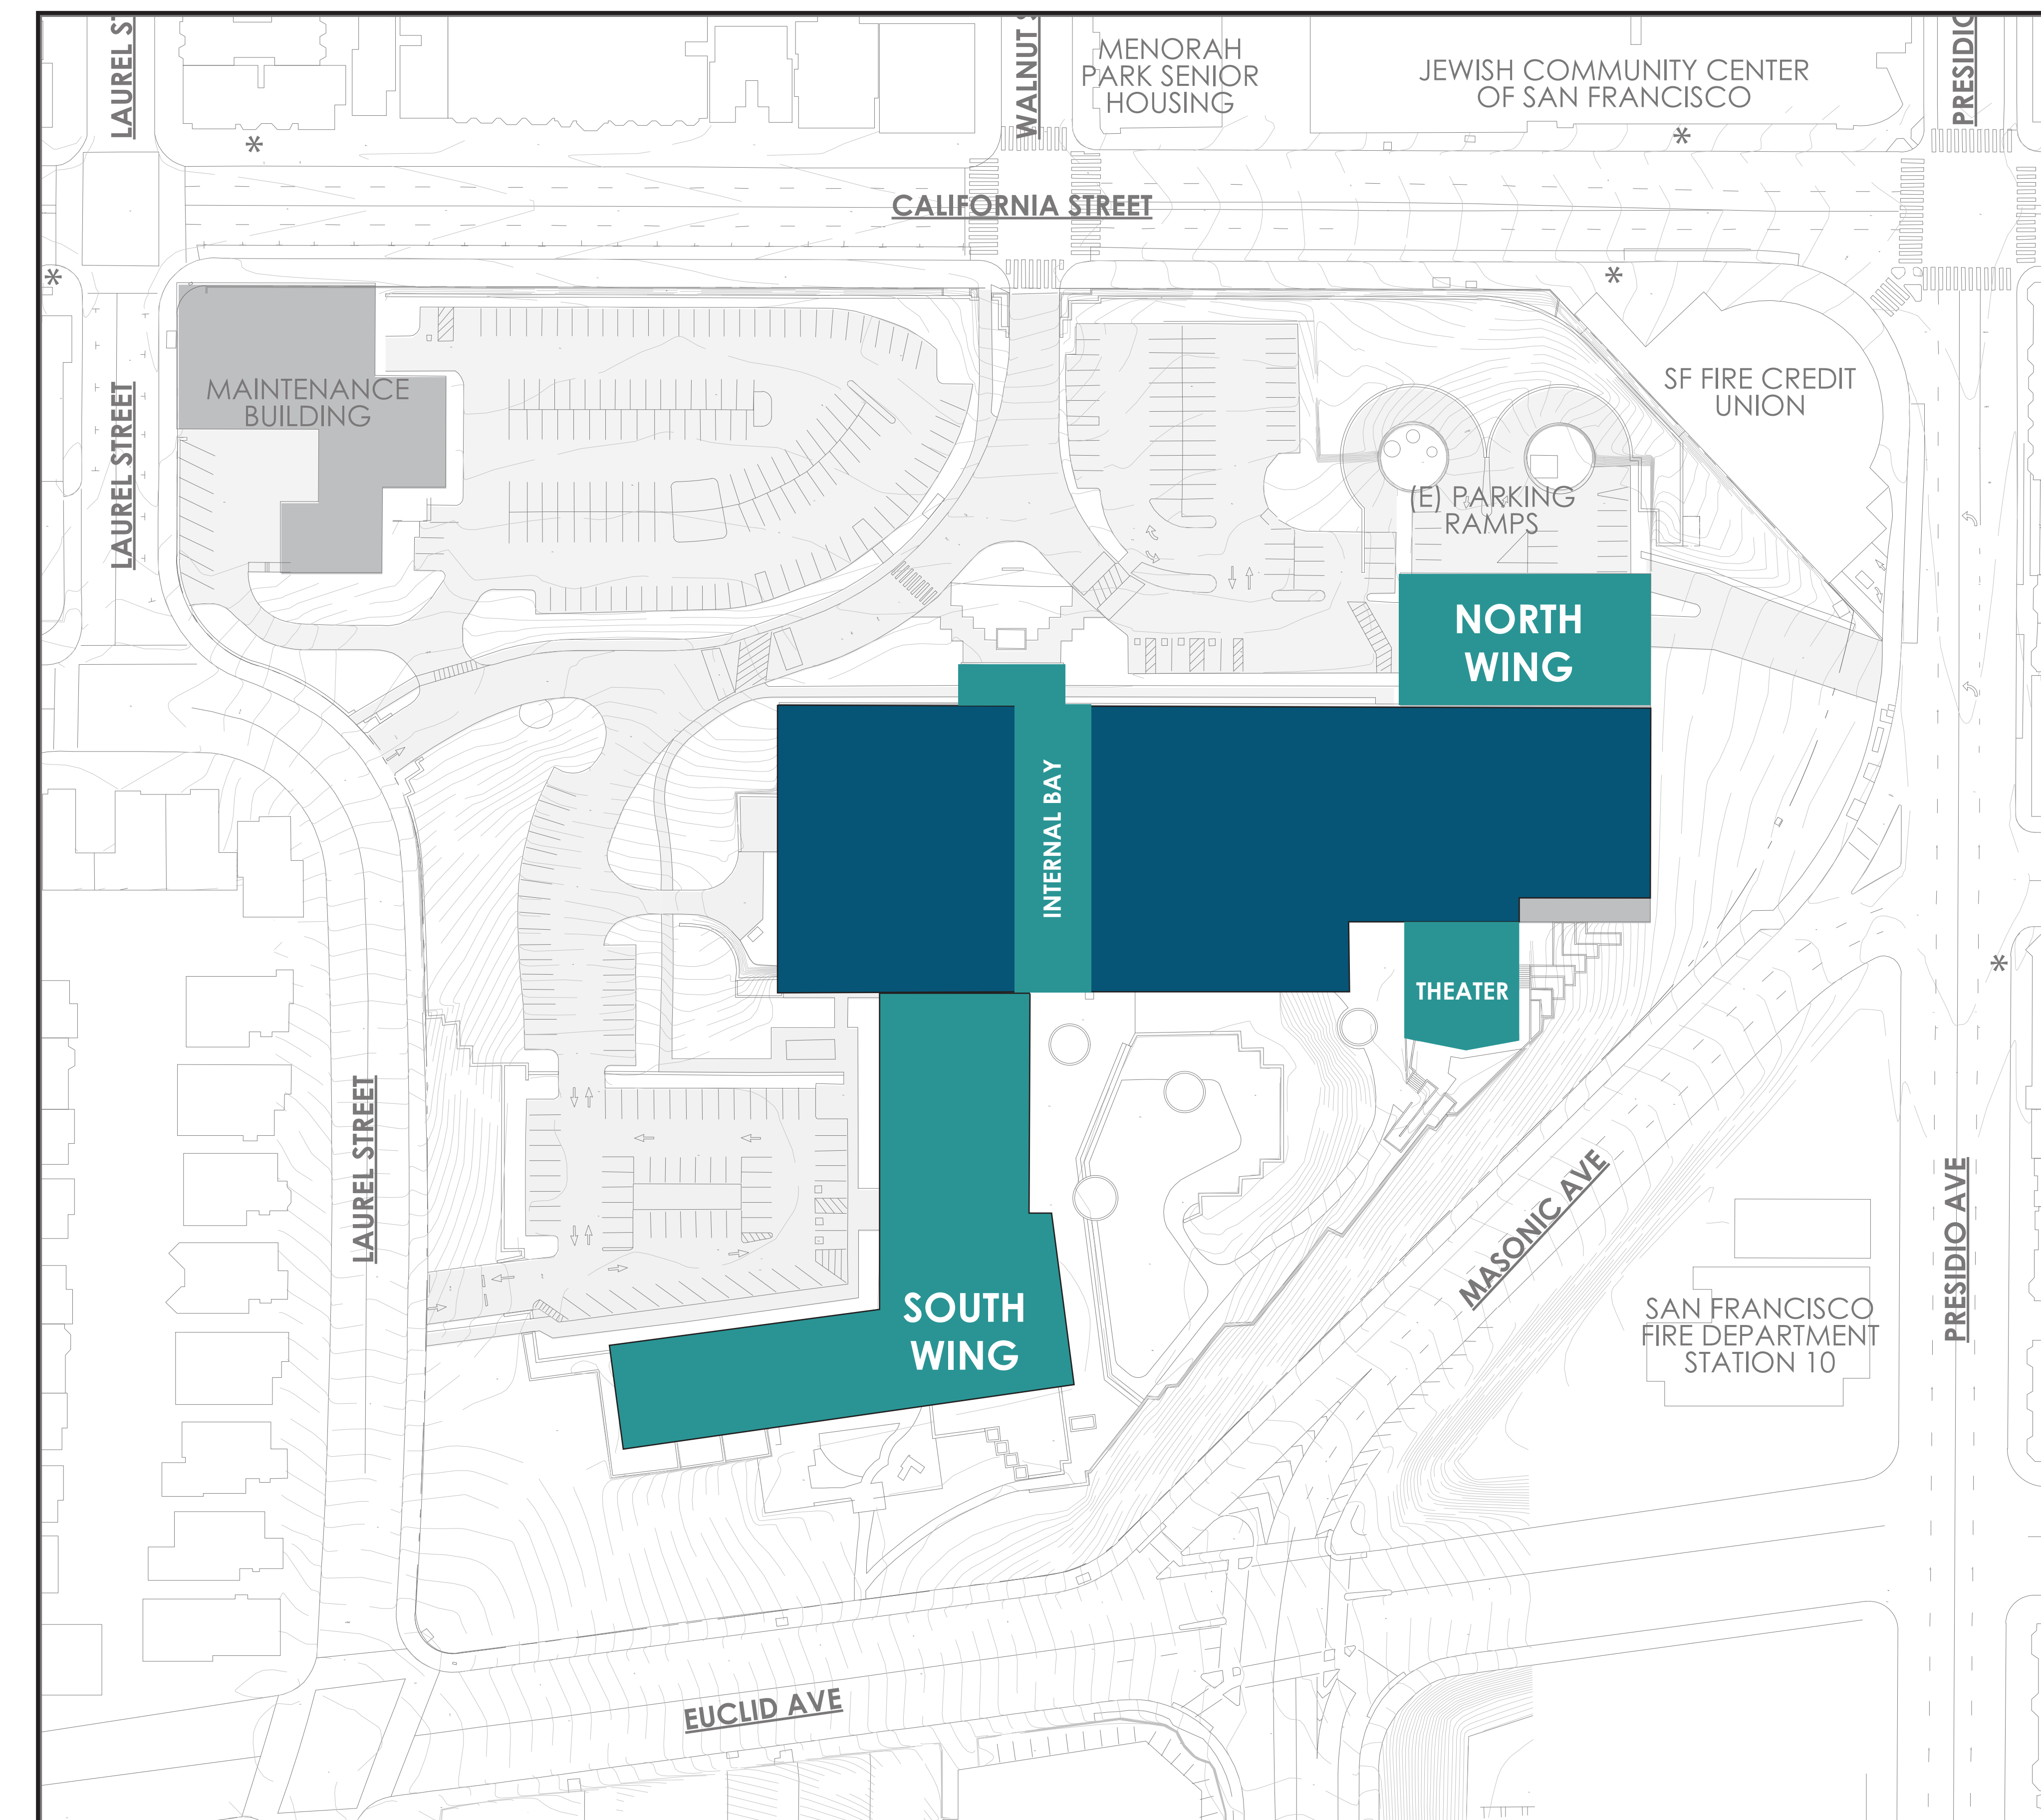 LAUREL ST
WALNUT S
MENORAH
PARK SENIOR
HOUSING
JEWISH COMMUNITY CENTER
OF SAN FRANCISCO
PRESIDIO
*
*
CALIFORNIA STREET
*
*
MAINTENANCE
BUILDING
LAUREL STREET
SF FIRE CREDIT
UNION
(E) PARKING
RAMPS
NORTH
WING
INTERNAL BAY
THEATER
*
LAUREL STREET
SOUTH
WING
MASONIC AVE
PRESIDIO AVE
SAN FRANCISCO
FIRE DEPARTMENT
STATION 10
EUCLID AVE